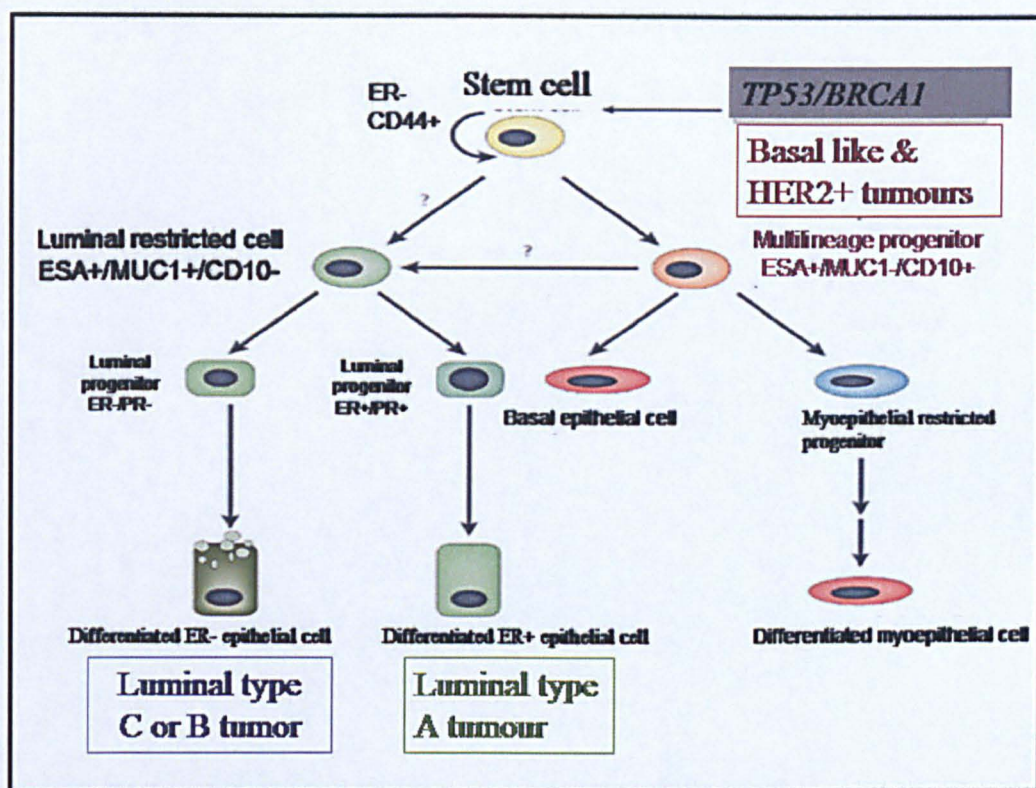 Stem cell
ER-
CD44+
TP53/BRCA1
Basal like &
HER2+ tumours
?
Luminal restricted cell
ESA+/MUC1+/CD10-
?
Multilineage progenitor
ESA+/MUC1-/CD10+
Luminal
progenitor
ER-/PR-
Luminal
progenitor
ER+/PR+
Basal epithelial cell
Myoepithelial restricted
progenitor
Differentiated ER- epithelial cell
Differentiated ER+ epithelial cell
Differentiated myoepithelial cell
Luminal type
C or B tumor
Luminal type
A tumour